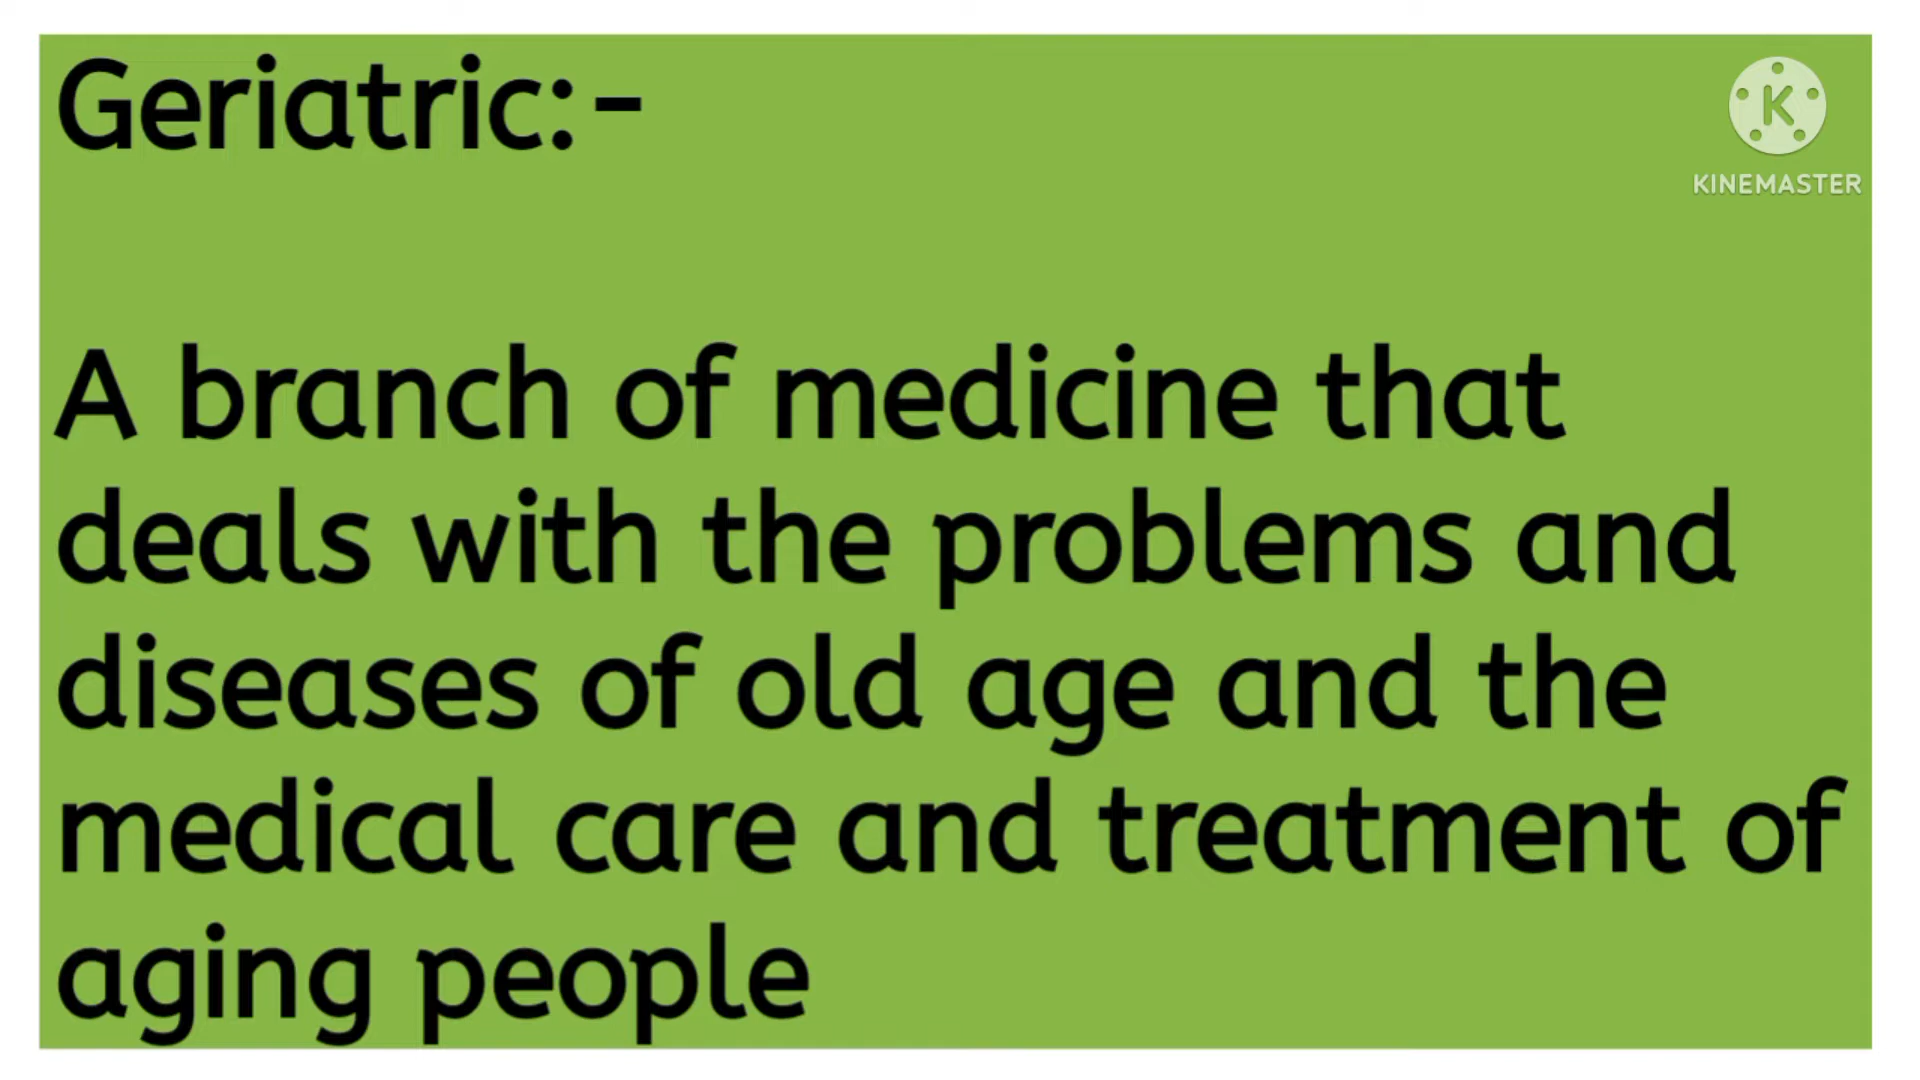 Geriatric:-
K
KINEMASTER
A branch of medicine that
deals with the problems and
diseases of old age and the
medical care and treatment of
aging people